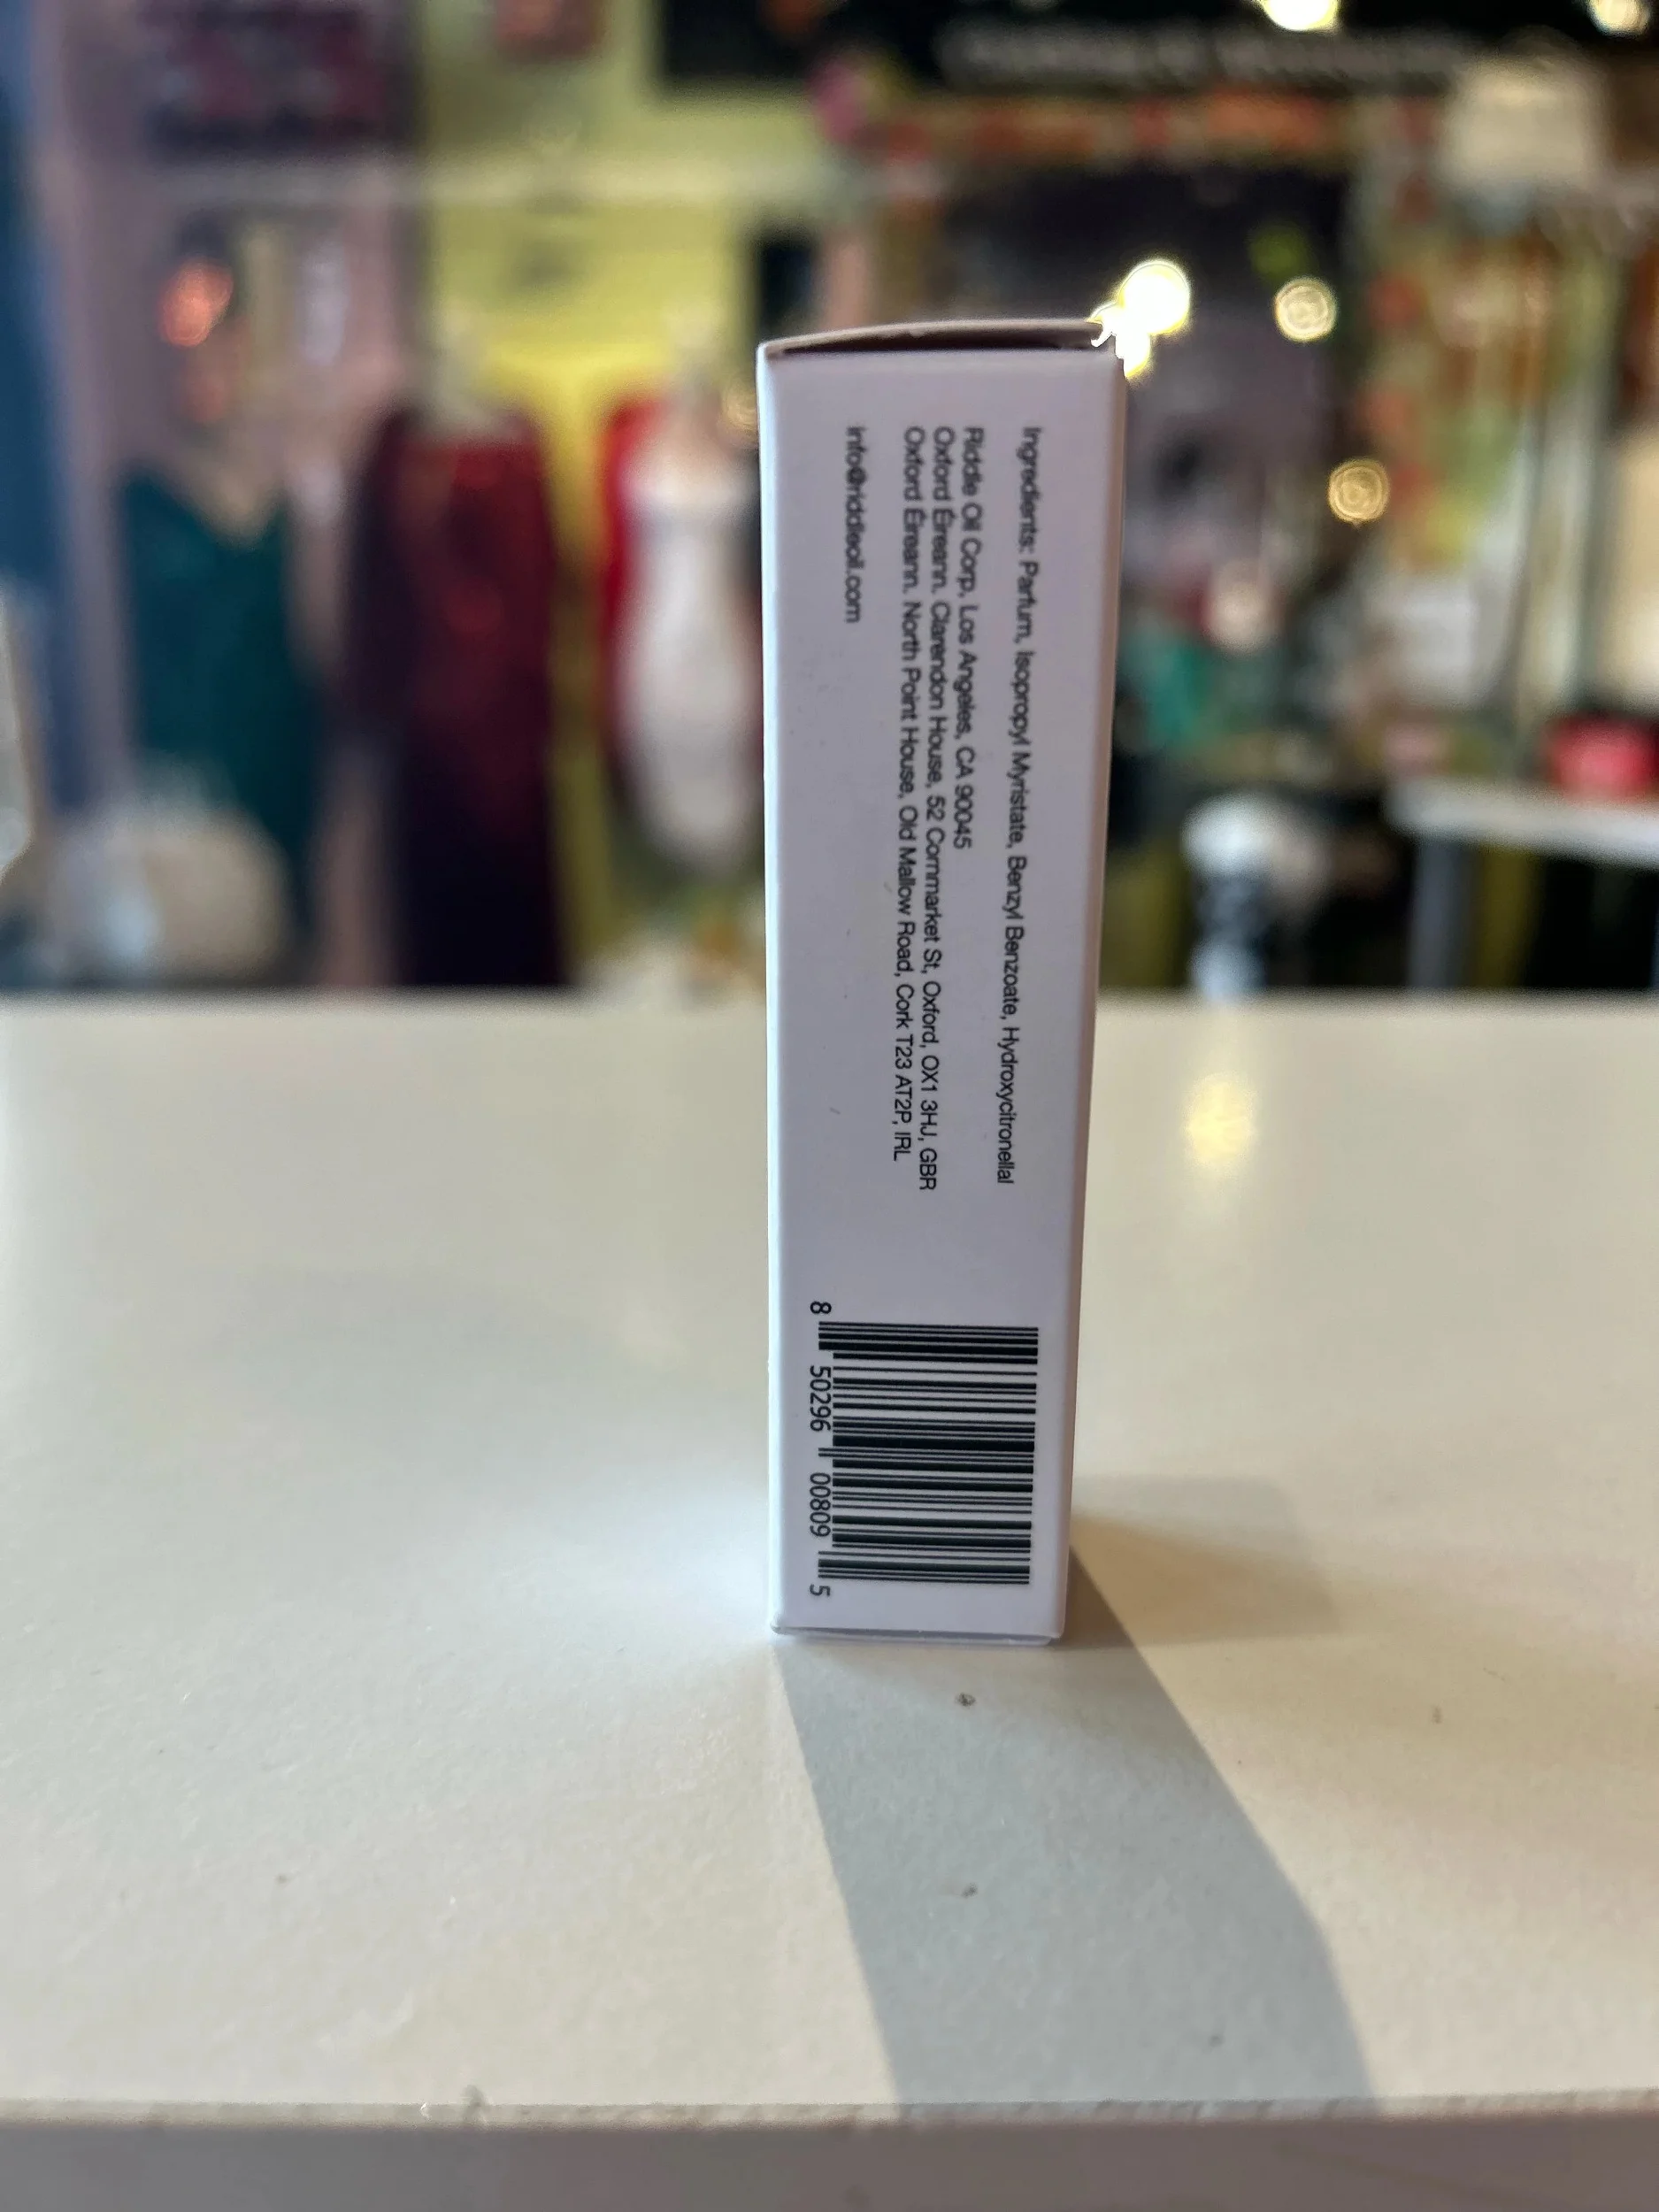 Ingredients: Parfum, Isopropyl Myristate, Benzyl Benzoate, Hydroxycitronellal
Riddle Oil Corp, Los Angeles, CA 90045
Oxford Éireann. Clarendon House, 52 Cornmarket St, Oxford, OX1 3HJ, GBR
Oxford Éireann. North Point House, Old Mallow Road, Cork T23 AT2P, IRL
info@riddleoil.com
8 50296 00809 5